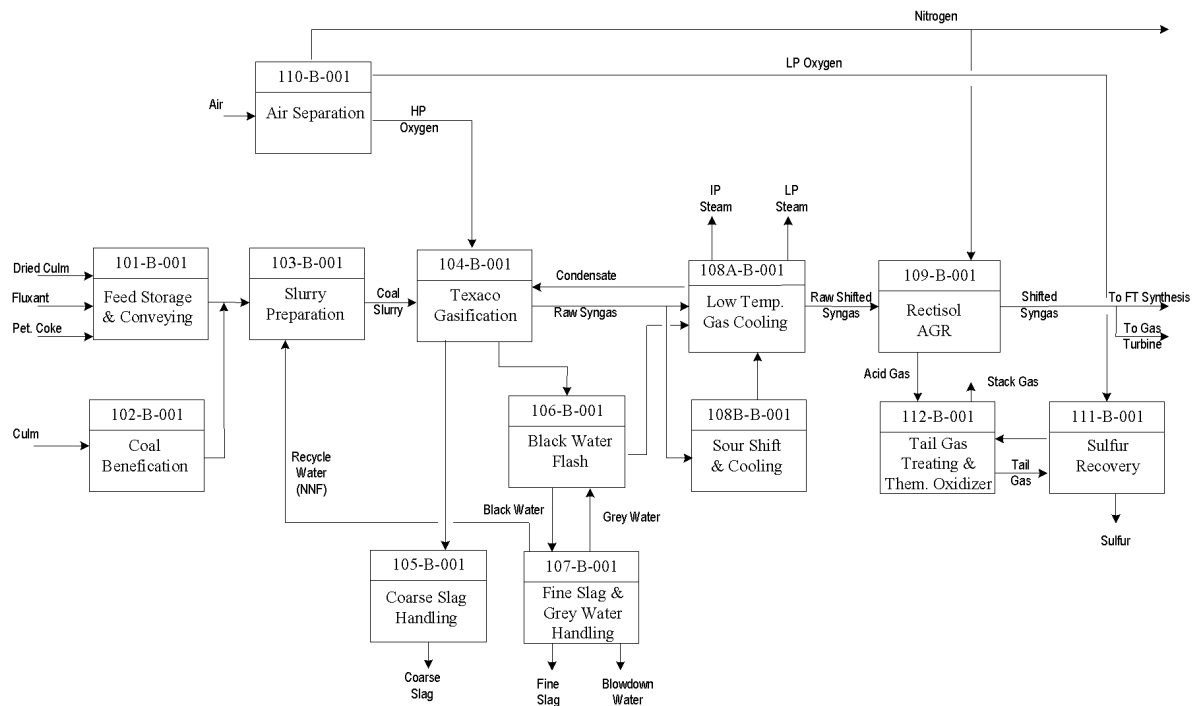 Nitrogen
110-B-001
Air Separation
LP Oxygen
Air
HP
Oxygen
IP
Steam
LP
Steam
Dried Culm
Fluxant
Pet. Coke
101-B-001
Feed Storage
& Conveying
103-B-001
Slurry
Preparation
Coal
Slurry
104-B-001
Texaco
Gasification
Condensate
Raw Syngas
108A-B-001
Low Temp.
Gas Cooling
Raw Shifted
Syngas
109-B-001
Rectisol
AGR
Shifted
Syngas
To FT Synthesis
To Gas
Turbine
Acid Gas
Stack Gas
Culm
102-B-001
Coal
Benefication
Recycle
Water
(NNF)
106-B-001
Black Water
Flash
108B-B-001
Sour Shift
& Cooling
112-B-001
Tail Gas
Treating &
Them. Oxidizer
Tail
Gas
111-B-001
Sulfur
Recovery
Black Water
Grey Water
Sulfur
105-B-001
Coarse Slag
Handling
107-B-001
Fine Slag &
Grey Water
Handling
Coarse
Slag
Fine
Slag
Blowdown
Water